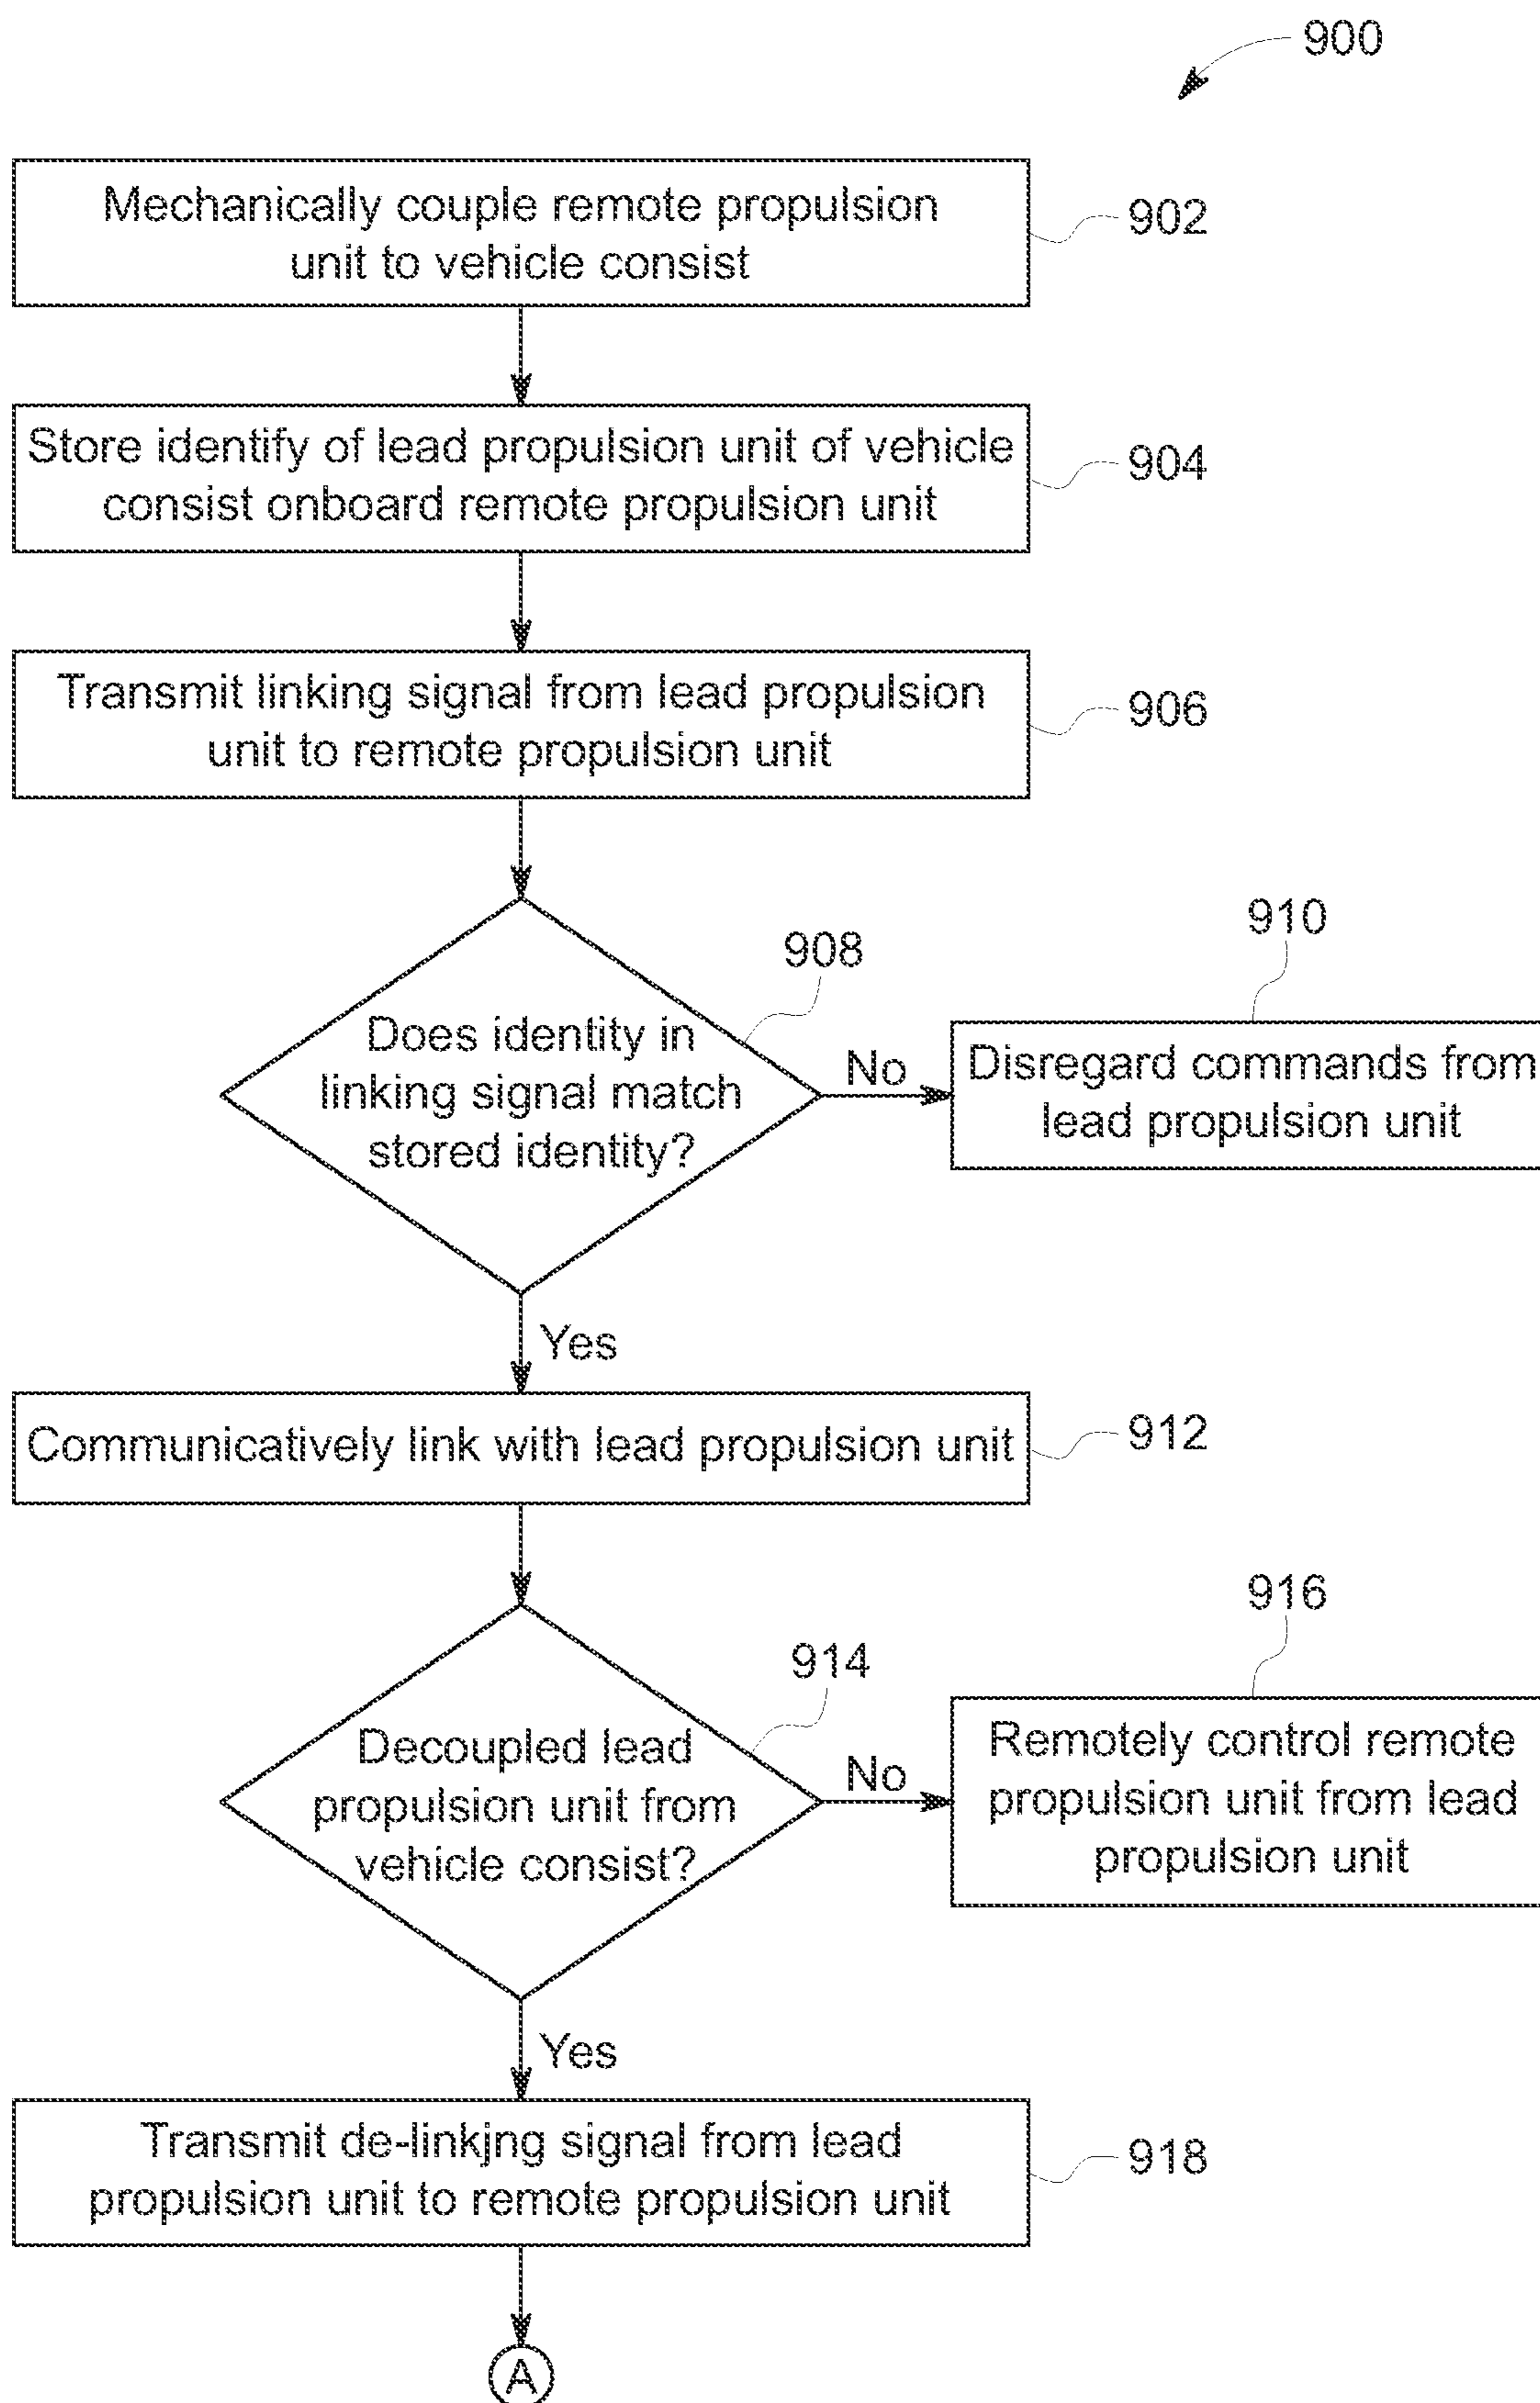 900
Mechanically couple remote propulsion
unit to vehicle consist
902
Store identify of lead propulsion unit of vehicle
consist onboard remote propulsion unit
904
Transmit linking signal from lead propulsion
unit to remote propulsion unit
906
908
Does identity in
linking signal match
stored identity?
No
910
Disregard commands from
lead propulsion unit
Yes
Communicatively link with lead propulsion unit
912
914
Decoupled lead
propulsion unit from
vehicle consist?
No
916
Remotely control remote
propulsion unit from lead
propulsion unit
Yes
Transmit de-linkjng signal from lead
propulsion unit to remote propulsion unit
918
A